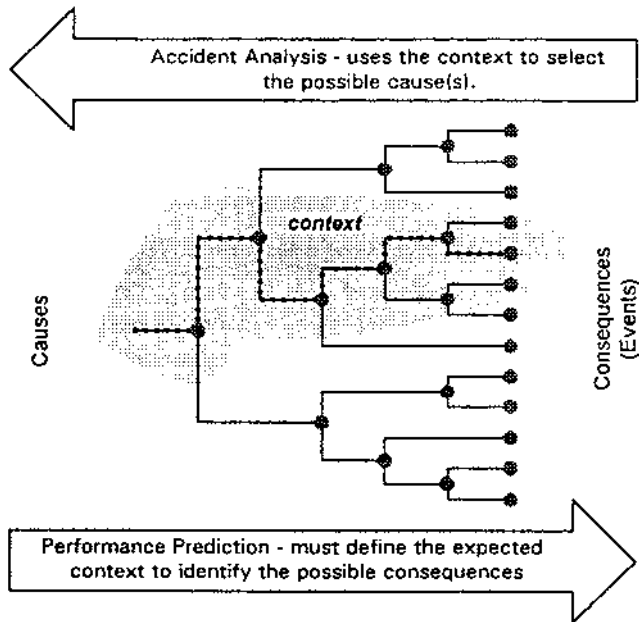 Accident Analysis - uses the context to select
the possible cause(s).
context
Causes
Consequences
(Events)
Performance Prediction - must define the expected
context to identify the possible consequences